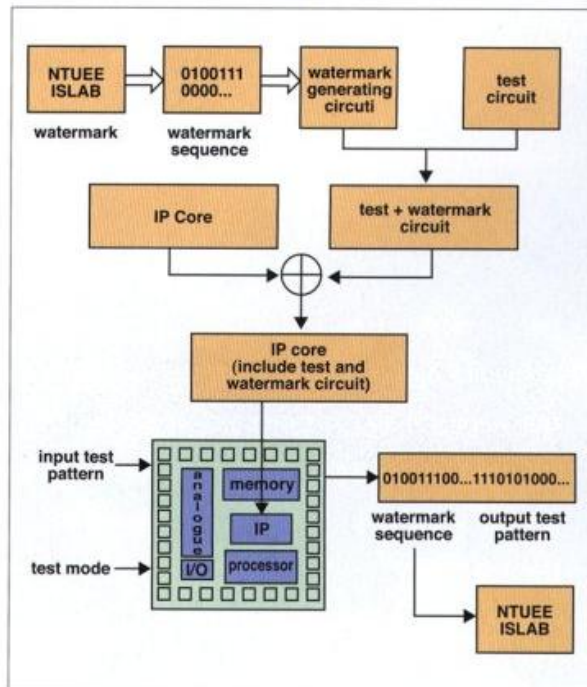 NTUEE
ISLAB
watermark
0100111
0000...
watermark
sequence
watermark
generating
circuti
test
circuit
IP Core
test + watermark
circuit
IP core
(include test and
watermark circuit)
input test
pattern
test mode
analogue
I/O
memory
IP
processor
010011100...1110101000...
watermark
sequence
output test
pattern
NTUEE
ISLAB